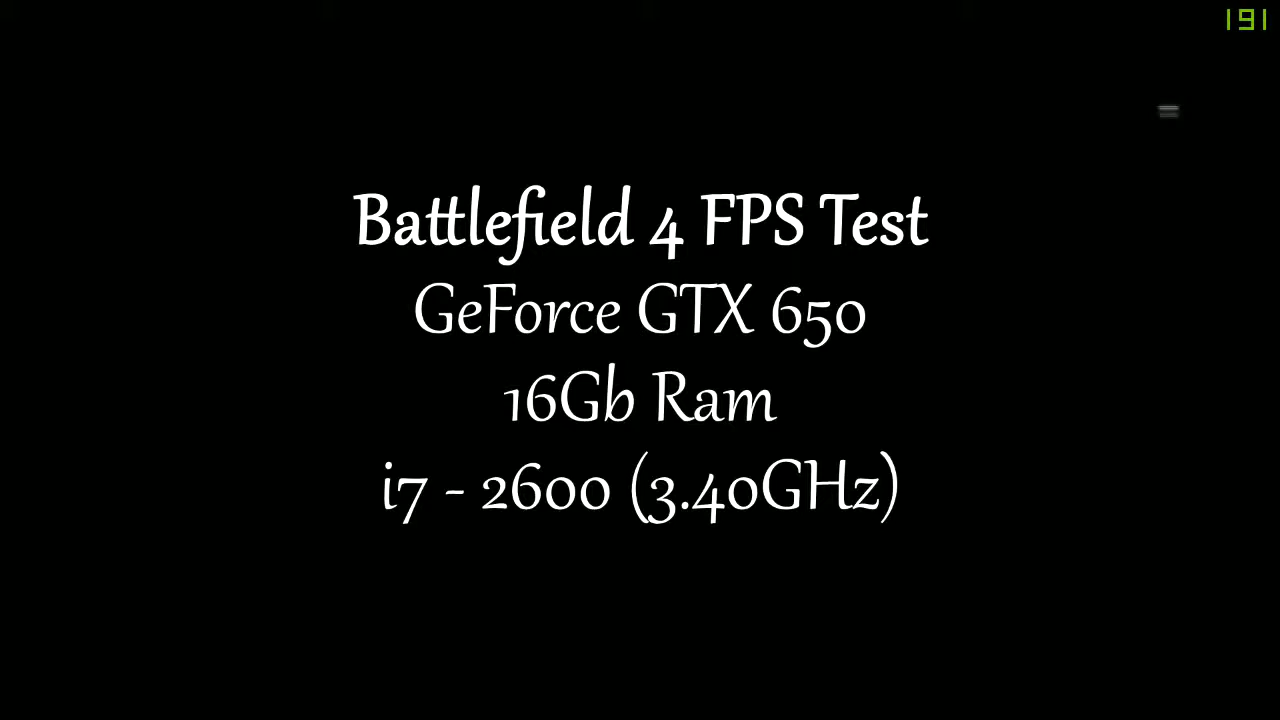 191
Battlefield 4 FPS Test
GeForce GTX 650
16Gb Ram
i7 - 2600 (3.40GHz)